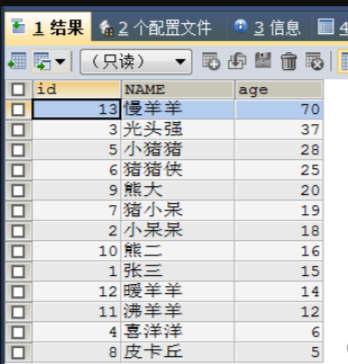 1 结果 2 个配置文件 3 信息 4
（只读）
id NAME age
13 慢羊羊 70
3 光头强 37
5 小猪猪 28
6 猪猪侠 25
9 熊大 20
7 猪小呆 19
2 小呆呆 18
10 熊二 16
1 张三 15
12 暖羊羊 14
11 沸羊羊 12
4 喜洋洋 6
8 皮卡丘 5